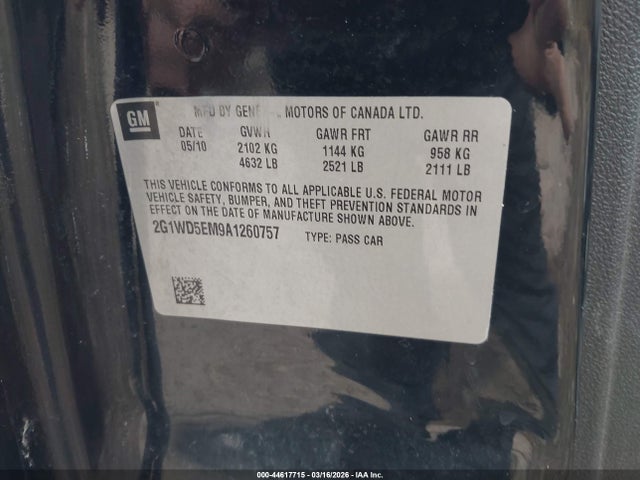 GM
MFD BY GENE L MOTORS OF CANADA LTD.
DATE GVWR GAWR FRT GAWR RR
05/10 2102 KG 1144 KG 958 KG
4632 LB 2521 LB 2111 LB
THIS VEHICLE CONFORMS TO ALL APPLICABLE U.S. FEDERAL MOTOR
VEHICLE SAFETY, BUMPER, AND THEFT PREVENTION STANDARDS IN
EFFECT ON THE DATE OF MANUFACTURE SHOWN ABOVE.
2G1WD5EM9A1260757 TYPE: PASS CAR
000-44617715 - 03/16/2026 - IAA Inc.